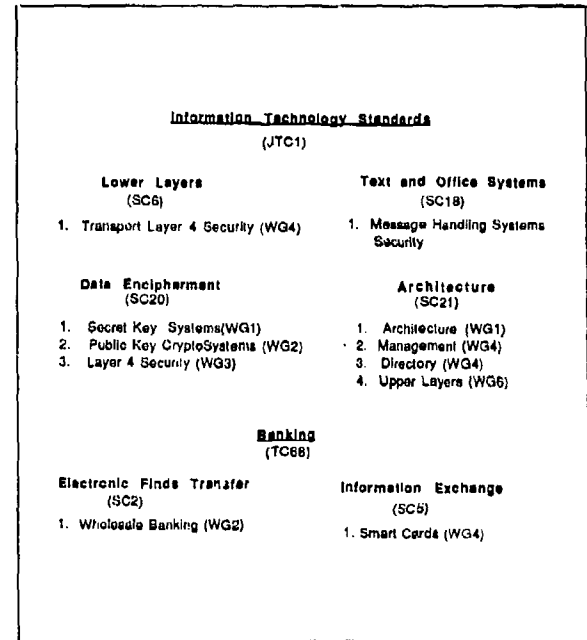 Information Technology Standards
(JTC1)
Lower Layers
(SC6)
1. Transport Layer 4 Security (WG4)
Text and Office Systems
(SC18)
1. Message Handling Systems
Security
Data Encipherment
(SC20)
1. Secret Key Systems(WG1)
2. Public Key CryptoSystems (WG2)
3. Layer 4 Security (WG3)
Architecture
(SC21)
1. Architecture (WG1)
2. Management (WG4)
3. Directory (WG4)
4. Upper Layers (WG6)
Banking
(TC68)
Electronic Finds Transfer
(SC2)
1. Wholesale Banking (WG2)
Information Exchange
(SC5)
1. Smart Cards (WG4)